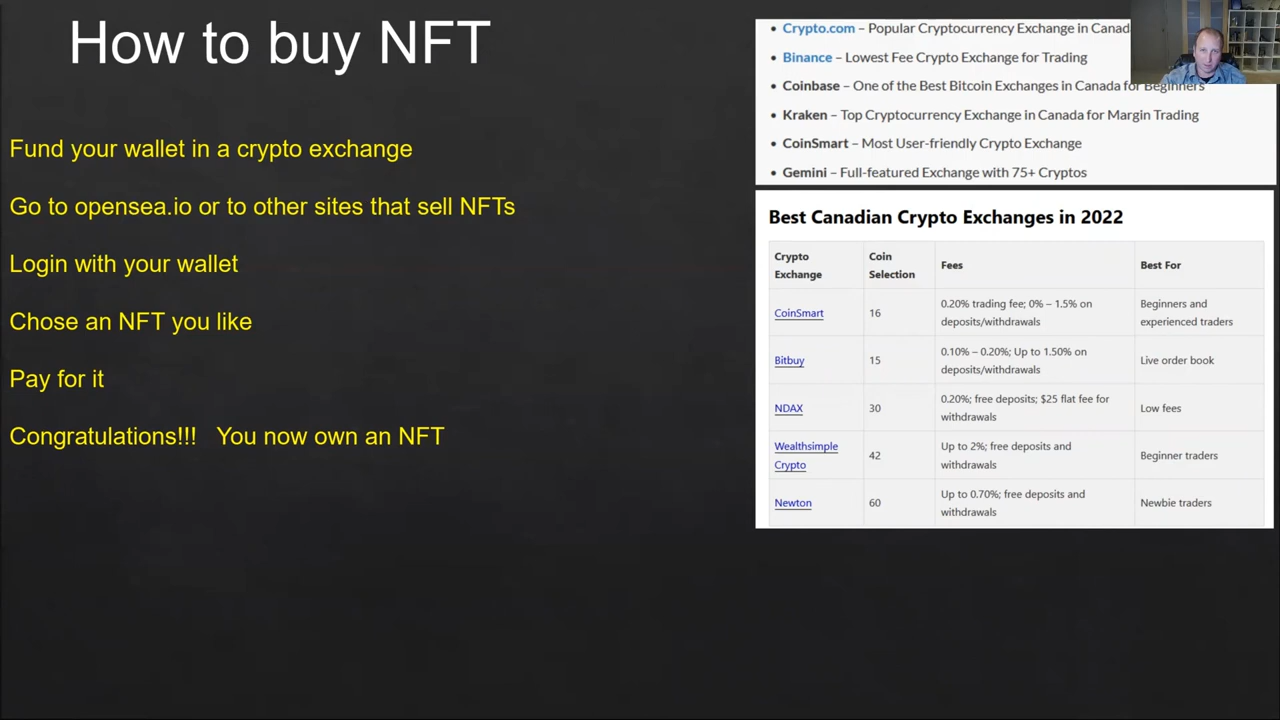 How to buy NFT
Fund your wallet in a crypto exchange
Go to opensea.io or to other sites that sell NFTs
Login with your wallet
Chose an NFT you like
Pay for it
Congratulations!!! You now own an NFT
• Crypto.com – Popular Cryptocurrency Exchange in
• Binance – Lowest Fee Crypto Exchange for Trading
• Coinbase – One of the Best Bitcoin Exchanges in Canada for Beginners
• Kraken – Top Cryptocurrency Exchange in Canada for Margin Trading
• CoinSmart – Most User-friendly Crypto Exchange
• Gemini – Full-featured Exchange with 75+ Cryptos
Best Canadian Crypto Exchanges in 2022
Crypto Exchange Coin Selection Fees Best For
CoinSmart 16 0.20% trading fee; 0% – 1.5% on deposits/withdrawals Beginners and experienced traders
Bitbuy 15 0.10% – 0.20%; Up to 1.50% on deposits/withdrawals Live order book
NDAX 30 0.20%; free deposits; $25 flat fee for withdrawals Low fees
Wealthsimple Crypto 42 Up to 2%; free deposits and withdrawals Beginner traders
Newton 60 Up to 0.70%; free deposits and withdrawals Newbie traders